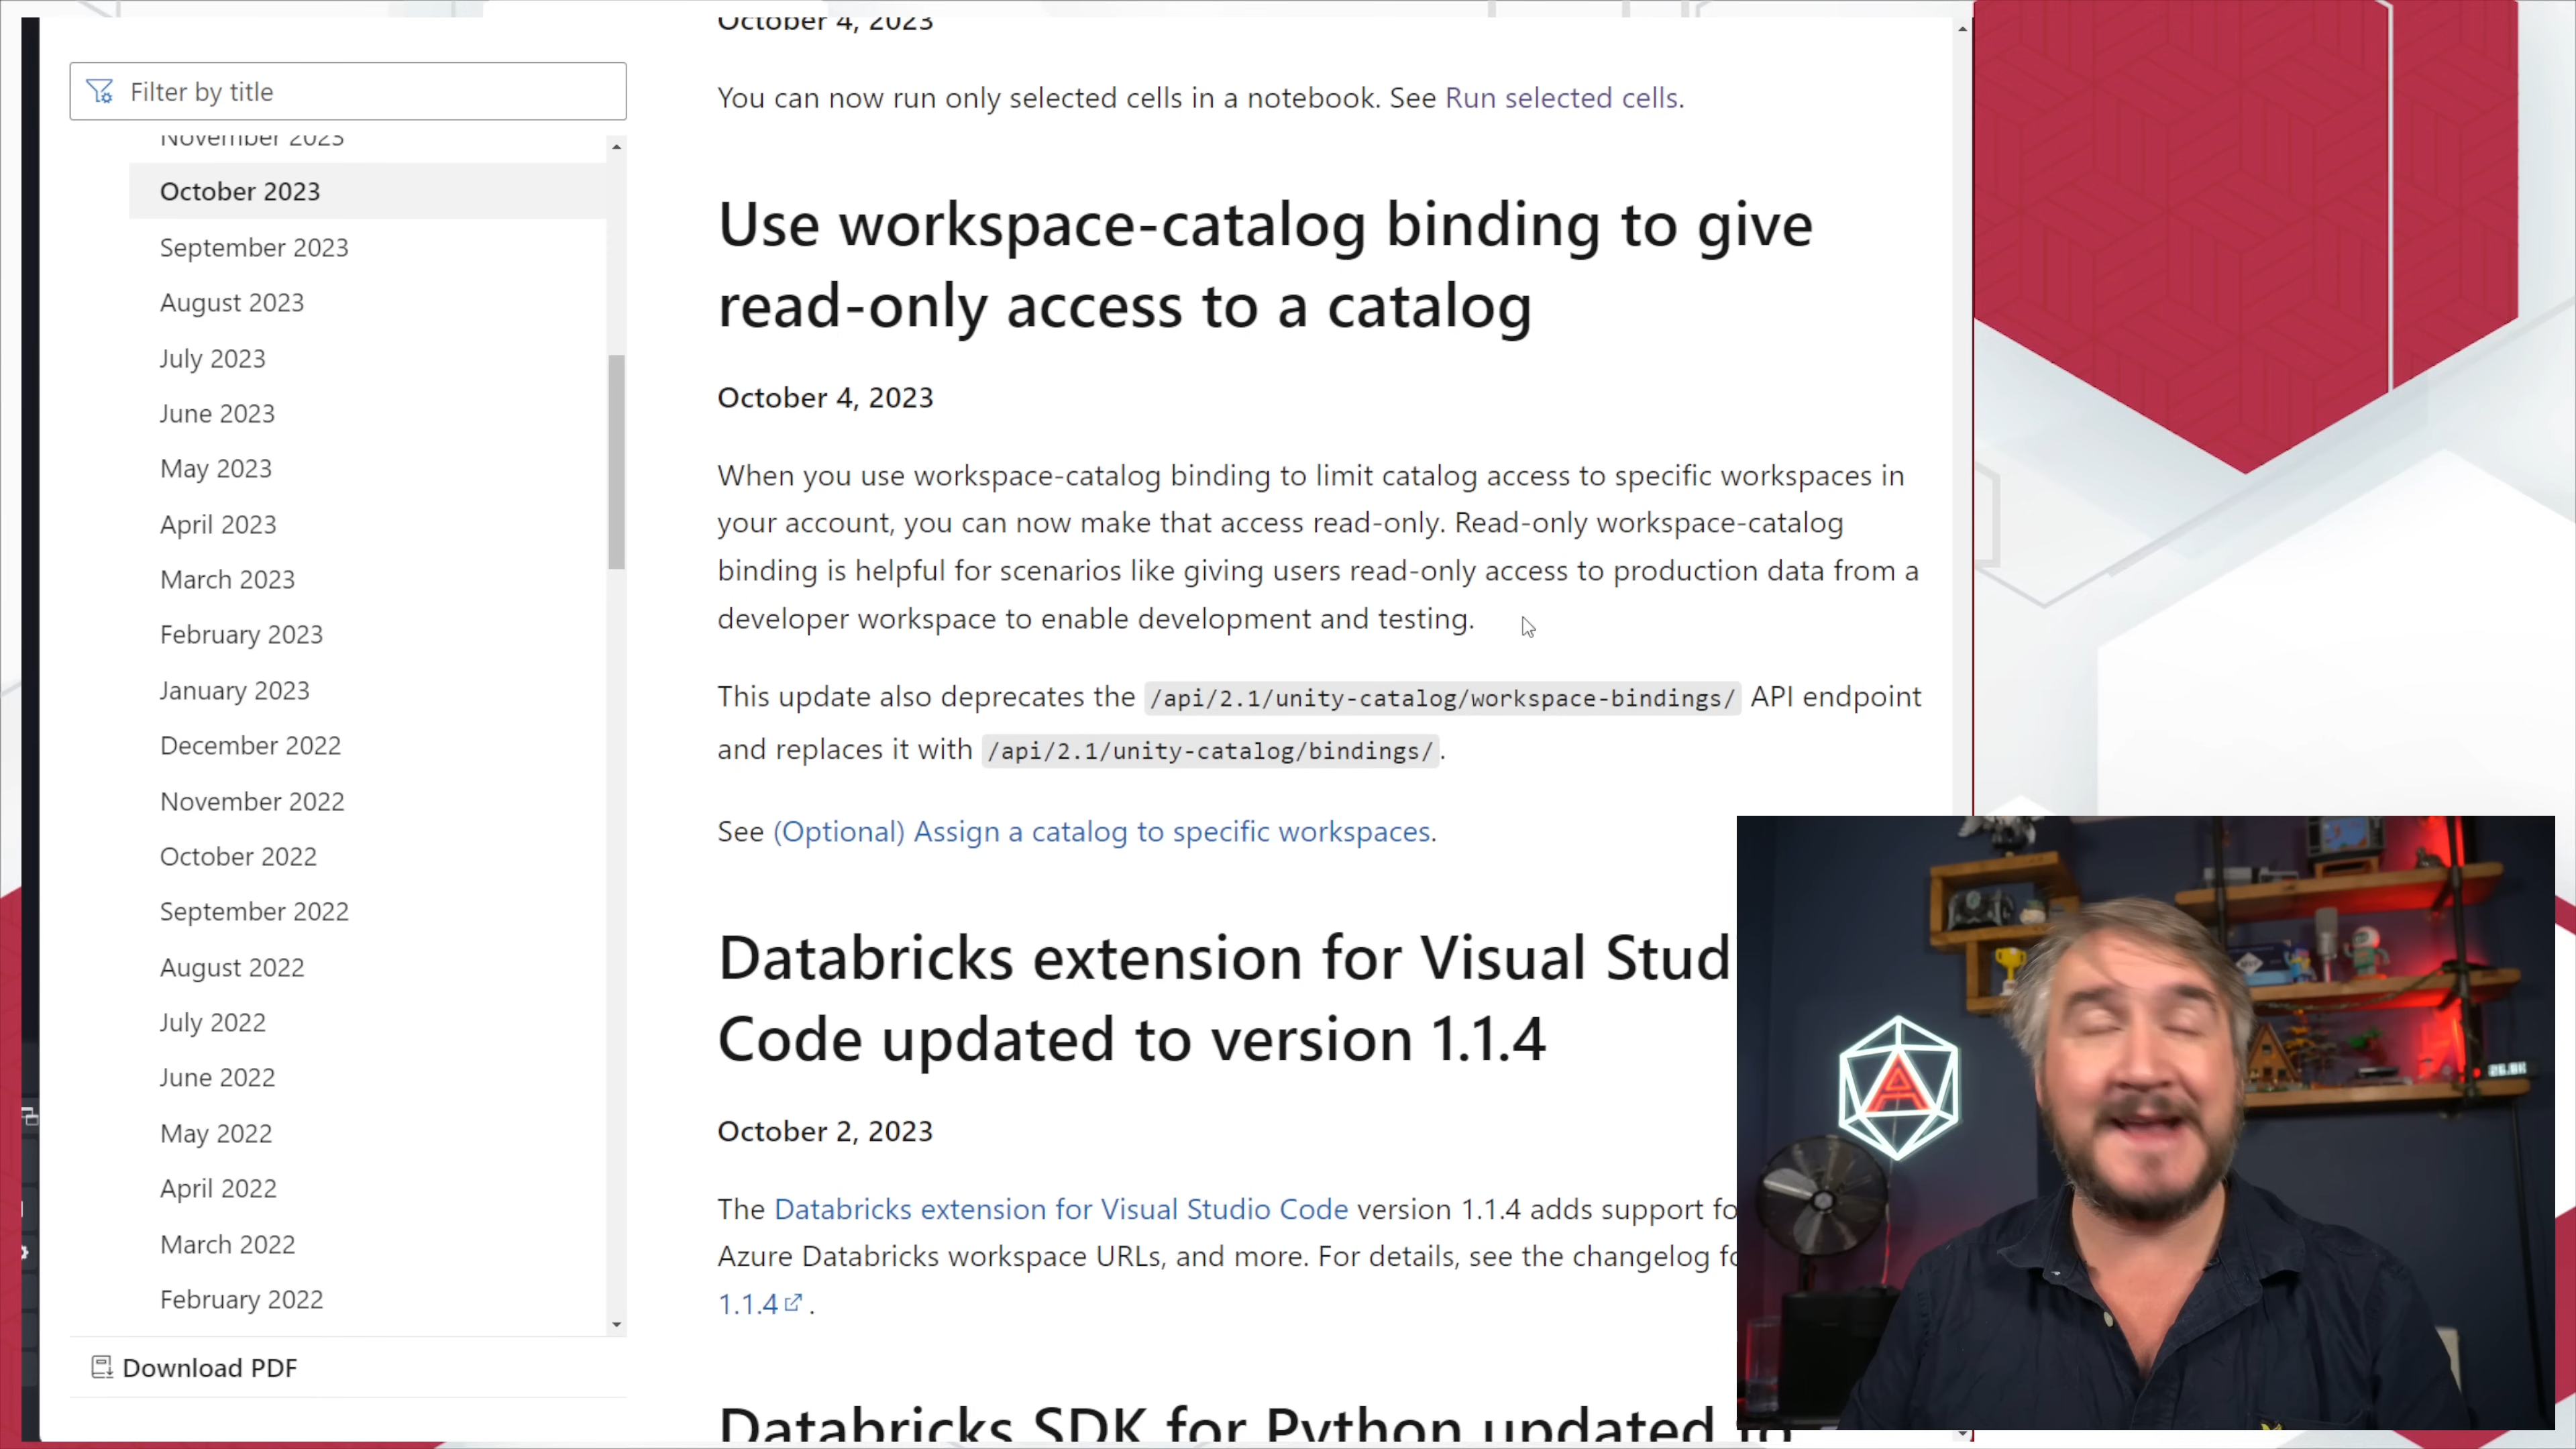 Filter by title
November 2023
October 2023
September 2023
August 2023
July 2023
June 2023
May 2023
April 2023
March 2023
February 2023
January 2023
December 2022
November 2022
October 2022
September 2022
August 2022
July 2022
June 2022
May 2022
April 2022
March 2022
February 2022
Download PDF
October 4, 2023
You can now run only selected cells in a notebook. See Run selected cells.
Use workspace-catalog binding to give
read-only access to a catalog
October 4, 2023
When you use workspace-catalog binding to limit catalog access to specific workspaces in
your account, you can now make that access read-only. Read-only workspace-catalog
binding is helpful for scenarios like giving users read-only access to production data from a
developer workspace to enable development and testing.
This update also deprecates the /api/2.1/unity-catalog/workspace-bindings/ API endpoint
and replaces it with /api/2.1/unity-catalog/bindings/.
See (Optional) Assign a catalog to specific workspaces.
Databricks extension for Visual Stud
Code updated to version 1.1.4
October 2, 2023
The Databricks extension for Visual Studio Code version 1.1.4 adds support fo
Azure Databricks workspace URLs, and more. For details, see the changelog fo
1.1.4 .
Databricks SDK for Python updated to
A